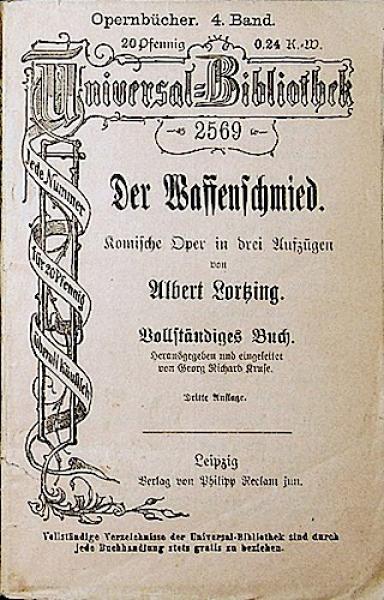 Opernbücher. 4. Band.
20 Pfennig 0.24 K.-W.
Universal-Bibliothek
2569
Jede Nummer
für 20 Pfennig
überall käuflich!
Der Waffenschmied.
Komische Oper in drei Aufzügen
von
Albert Lortzing.
Vollständiges Buch.
Herausgegeben und eingeleitet
von Georg Richard Kruse.
Dritte Auflage.
Leipzig
Verlag von Philipp Reclam jun.
Vollständige Verzeichnisse der Universal-Bibliothek sind durch
jede Buchhandlung stets gratis zu beziehen.